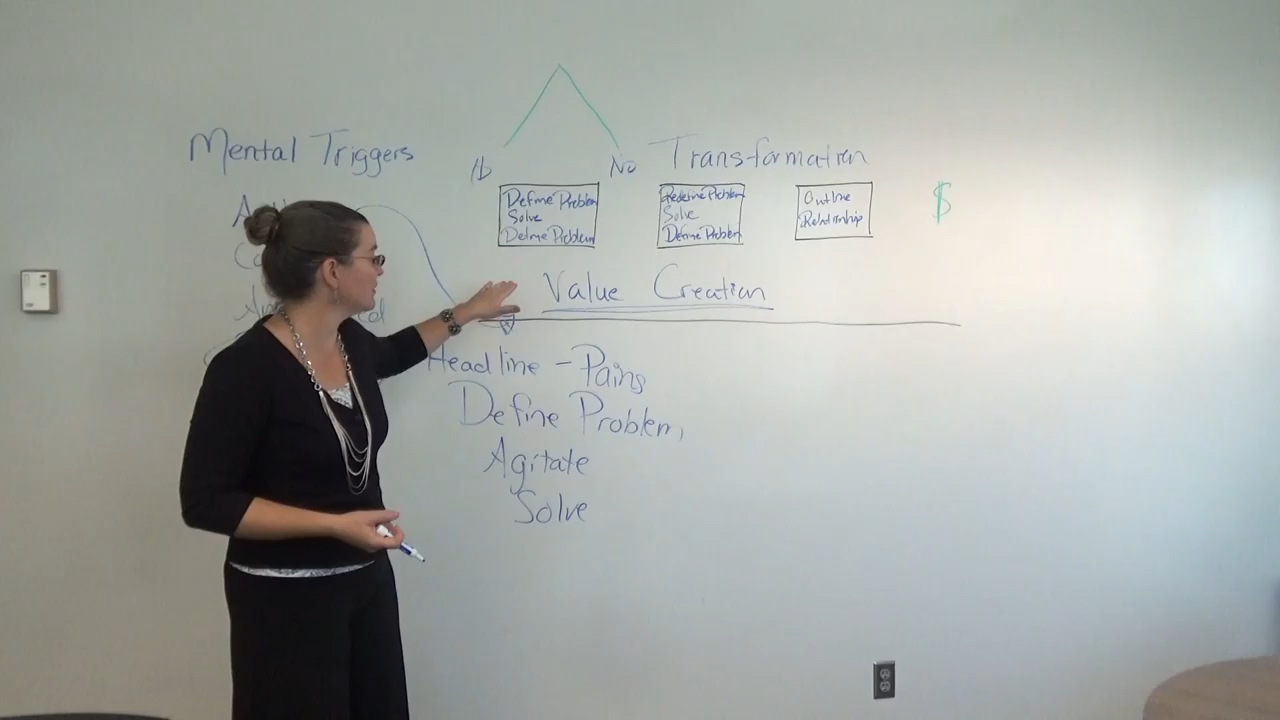 Mental Triggers
No Transformation
Define Problem
Solve
Define Problem
Redefine Problem
Solve
Define Problem
Outline
Relationship
$
Value Creation
Headline - Pains
Define Problem,
Agitate
Solve